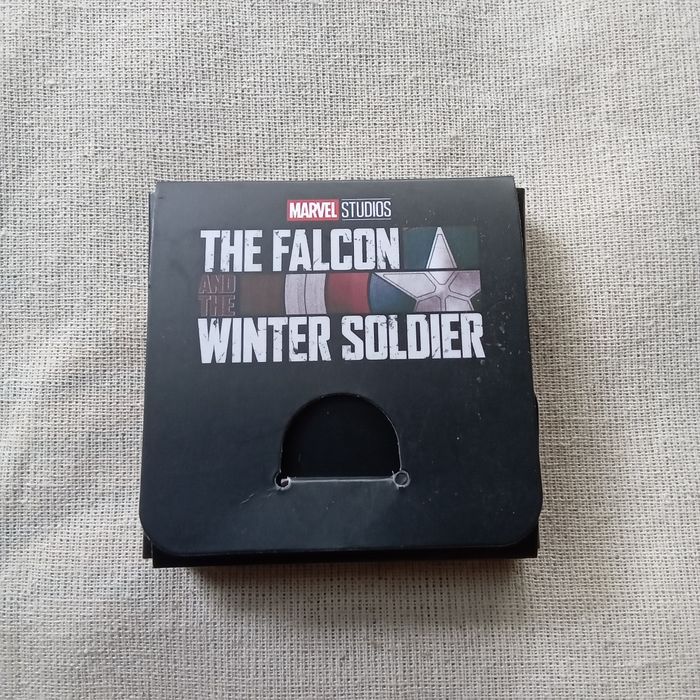 MARVEL STUDIOS
THE FALCON
AND
THE
WINTER SOLDIER